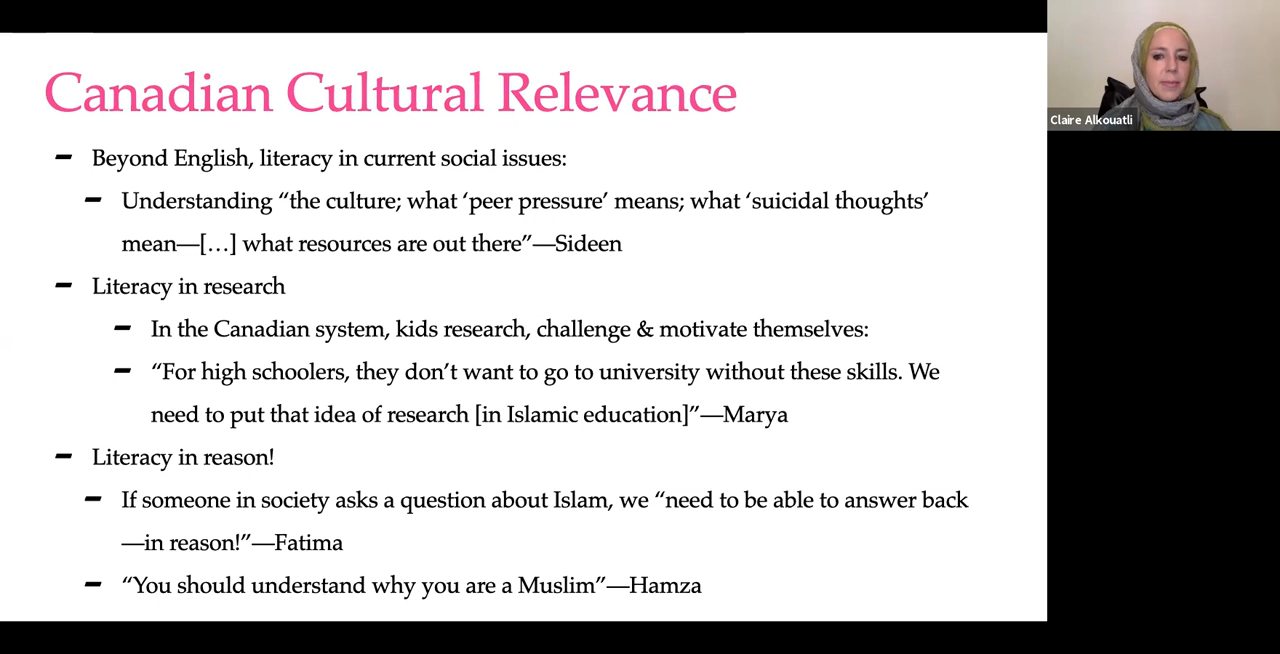 Canadian Cultural Relevance
Claire Alkouatli
– Beyond English, literacy in current social issues:
– Understanding “the culture; what ‘peer pressure’ means; what ‘suicidal thoughts’
mean—[…] what resources are out there”—Sideen
– Literacy in research
– In the Canadian system, kids research, challenge & motivate themselves:
– “For high schoolers, they don’t want to go to university without these skills. We
need to put that idea of research [in Islamic education]”—Marya
– Literacy in reason!
– If someone in society asks a question about Islam, we “need to be able to answer back
—in reason!”—Fatima
– “You should understand why you are a Muslim”—Hamza